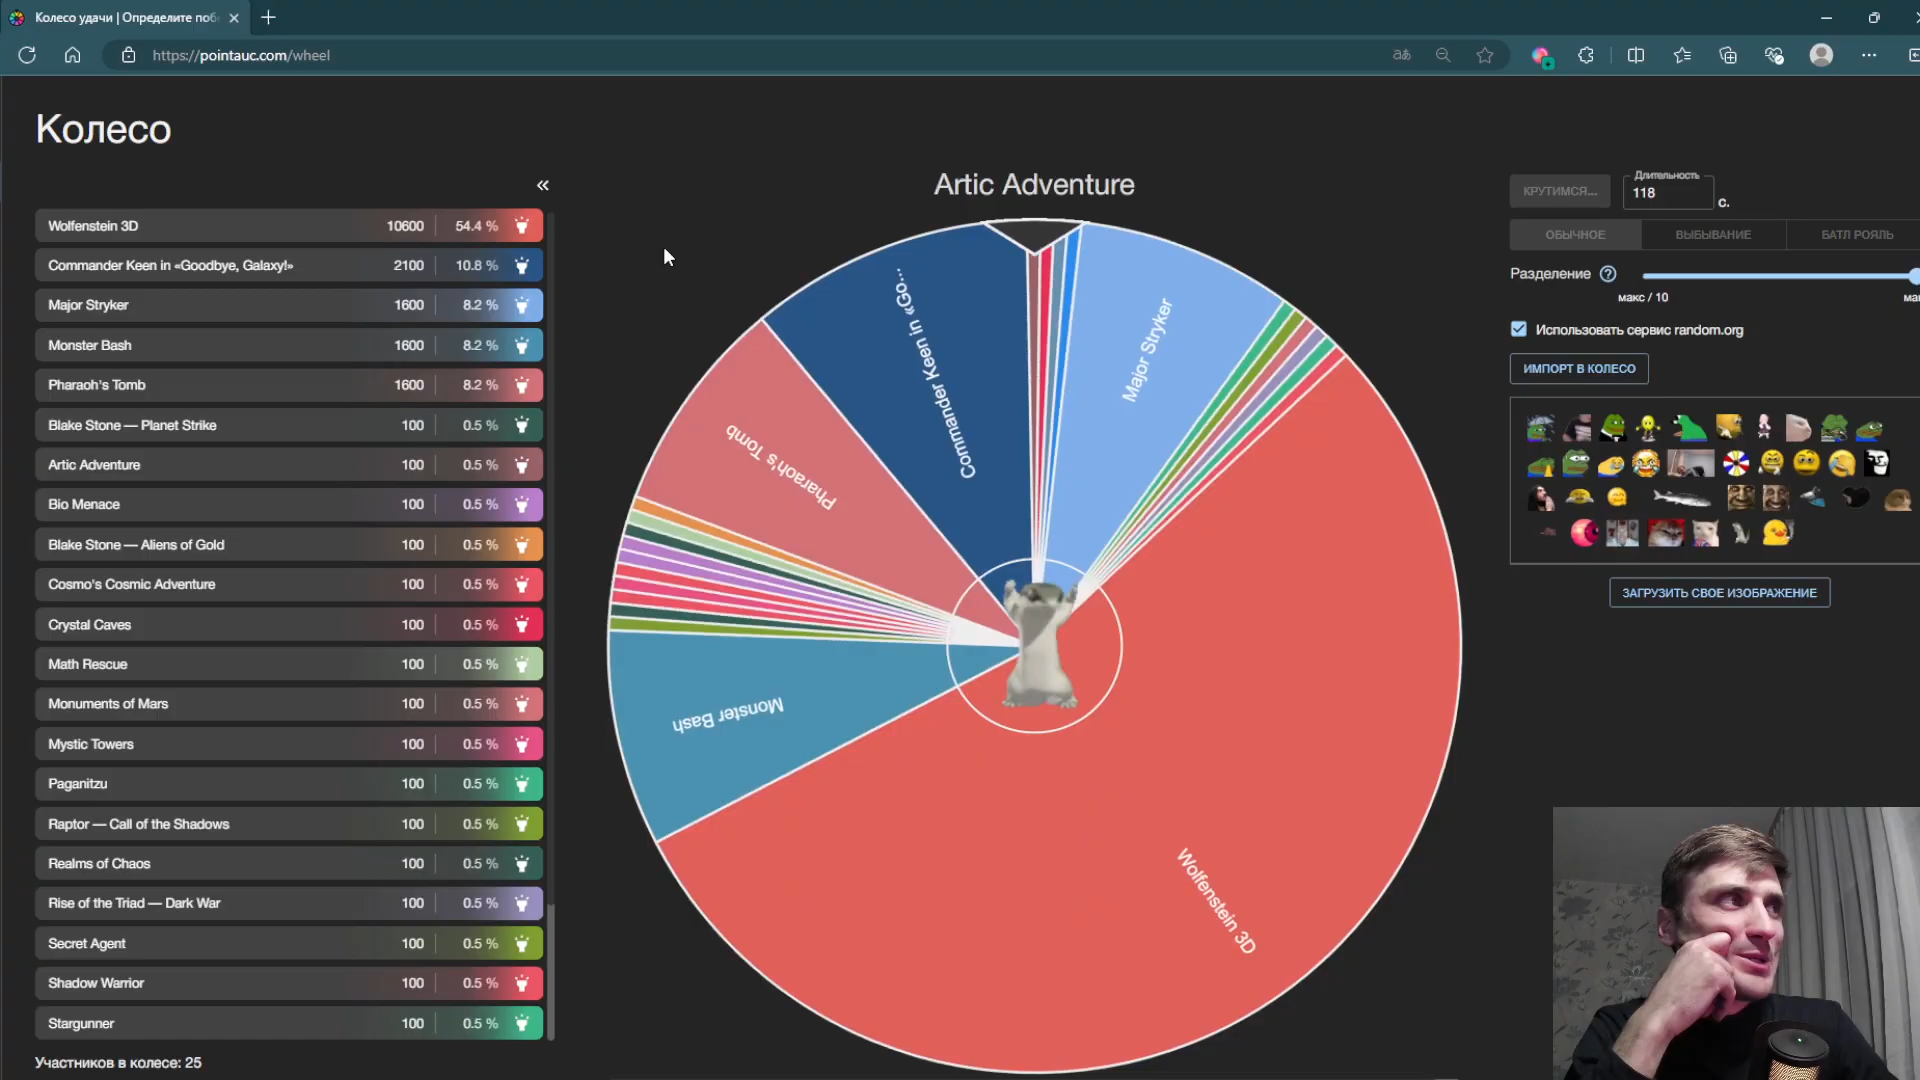 Колесо удачи | Определите поб
https://pointauc.com/wheel
Колесо
«
Artic Adventure
Wolfenstein 3D 10600 54.4 %
Commander Keen in «Goodbye, Galaxy!» 2100 10.8 %
Major Stryker 1600 8.2 %
Monster Bash 1600 8.2 %
Pharaoh's Tomb 1600 8.2 %
Blake Stone — Planet Strike 100 0.5 %
Artic Adventure 100 0.5 %
Bio Menace 100 0.5 %
Blake Stone — Aliens of Gold 100 0.5 %
Cosmo's Cosmic Adventure 100 0.5 %
Crystal Caves 100 0.5 %
Math Rescue 100 0.5 %
Monuments of Mars 100 0.5 %
Mystic Towers 100 0.5 %
Paganitzu 100 0.5 %
Raptor — Call of the Shadows 100 0.5 %
Realms of Chaos 100 0.5 %
Rise of the Triad — Dark War 100 0.5 %
Secret Agent 100 0.5 %
Shadow Warrior 100 0.5 %
Stargunner 100 0.5 %
Участников в колесе: 25
Commander Keen in «Go...
Major Stryker
Pharaoh's Tomb
Monster Bash
Wolfenstein 3D
КРУТИМСЯ...
Длительность
118
с.
ОБЫЧНОЕ ВЫБЫВАНИЕ БАТЛ РОЯЛЬ
Разделение
макс / 10 мак
Использовать сервис random.org
ИМПОРТ В КОЛЕСО
ЗАГРУЗИТЬ СВОЕ ИЗОБРАЖЕНИЕ